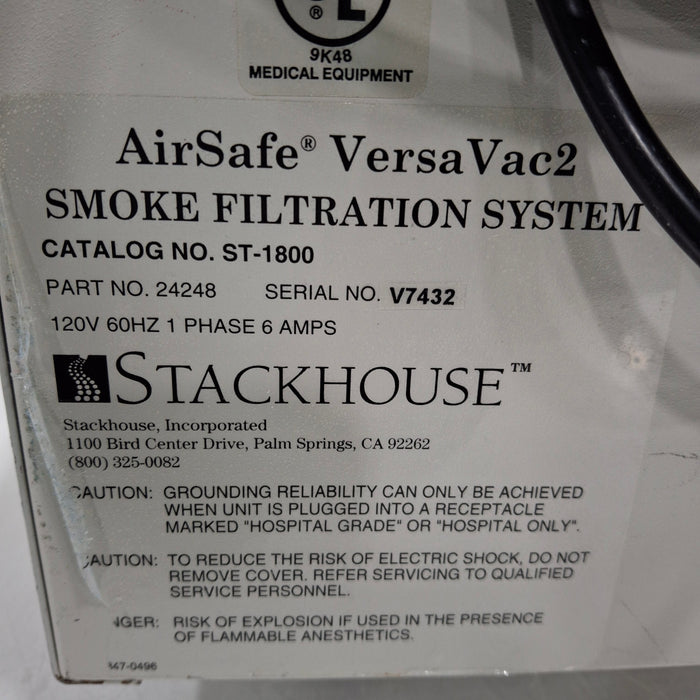 ®
9K48
MEDICAL EQUIPMENT
AirSafe® VersaVac2
SMOKE FILTRATION SYSTEM
CATALOG NO. ST-1800
PART NO. 24248 SERIAL NO. V7432
120V 60HZ 1 PHASE 6 AMPS
STACKHOUSE™
Stackhouse, Incorporated
1100 Bird Center Drive, Palm Springs, CA 92262
(800) 325-0082
CAUTION: GROUNDING RELIABILITY CAN ONLY BE ACHIEVED
WHEN UNIT IS PLUGGED INTO A RECEPTACLE
MARKED "HOSPITAL GRADE" OR "HOSPITAL ONLY".
CAUTION: TO REDUCE THE RISK OF ELECTRIC SHOCK, DO NOT
REMOVE COVER. REFER SERVICING TO QUALIFIED
SERVICE PERSONNEL.
NGER: RISK OF EXPLOSION IF USED IN THE PRESENCE
OF FLAMMABLE ANESTHETICS.